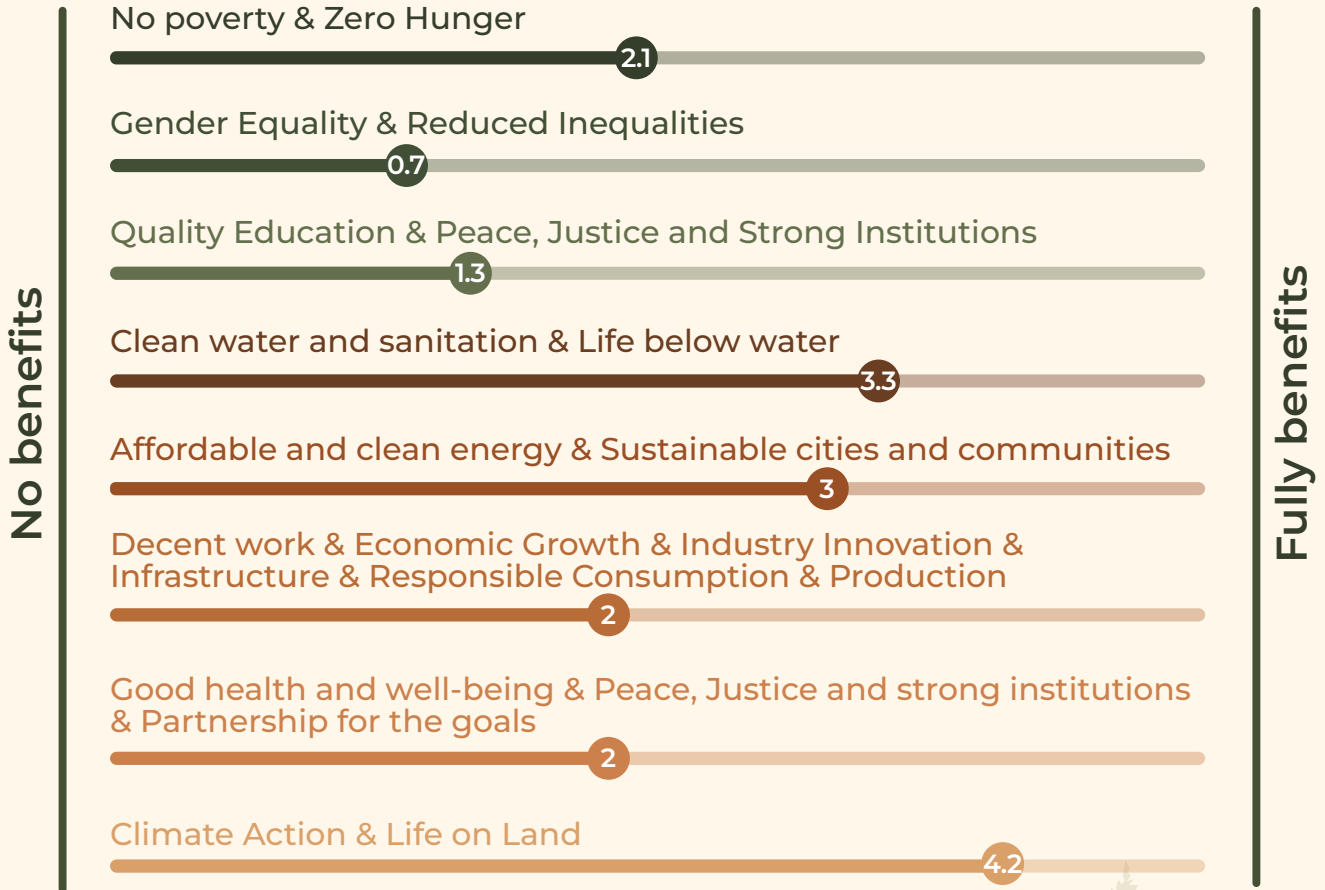 No poverty & Zero Hunger
2.1
Gender Equality & Reduced Inequalities
0.7
Quality Education & Peace, Justice and Strong Institutions
1.3
Clean water and sanitation & Life below water
3.3
Affordable and clean energy & Sustainable cities and communities
3
Decent work & Economic Growth & Industry Innovation &
Infrastructure & Responsible Consumption & Production
2
Good health and well-being & Peace, Justice and strong institutions
& Partnership for the goals
2
Climate Action & Life on Land
4.2
No benefits
Fully benefits